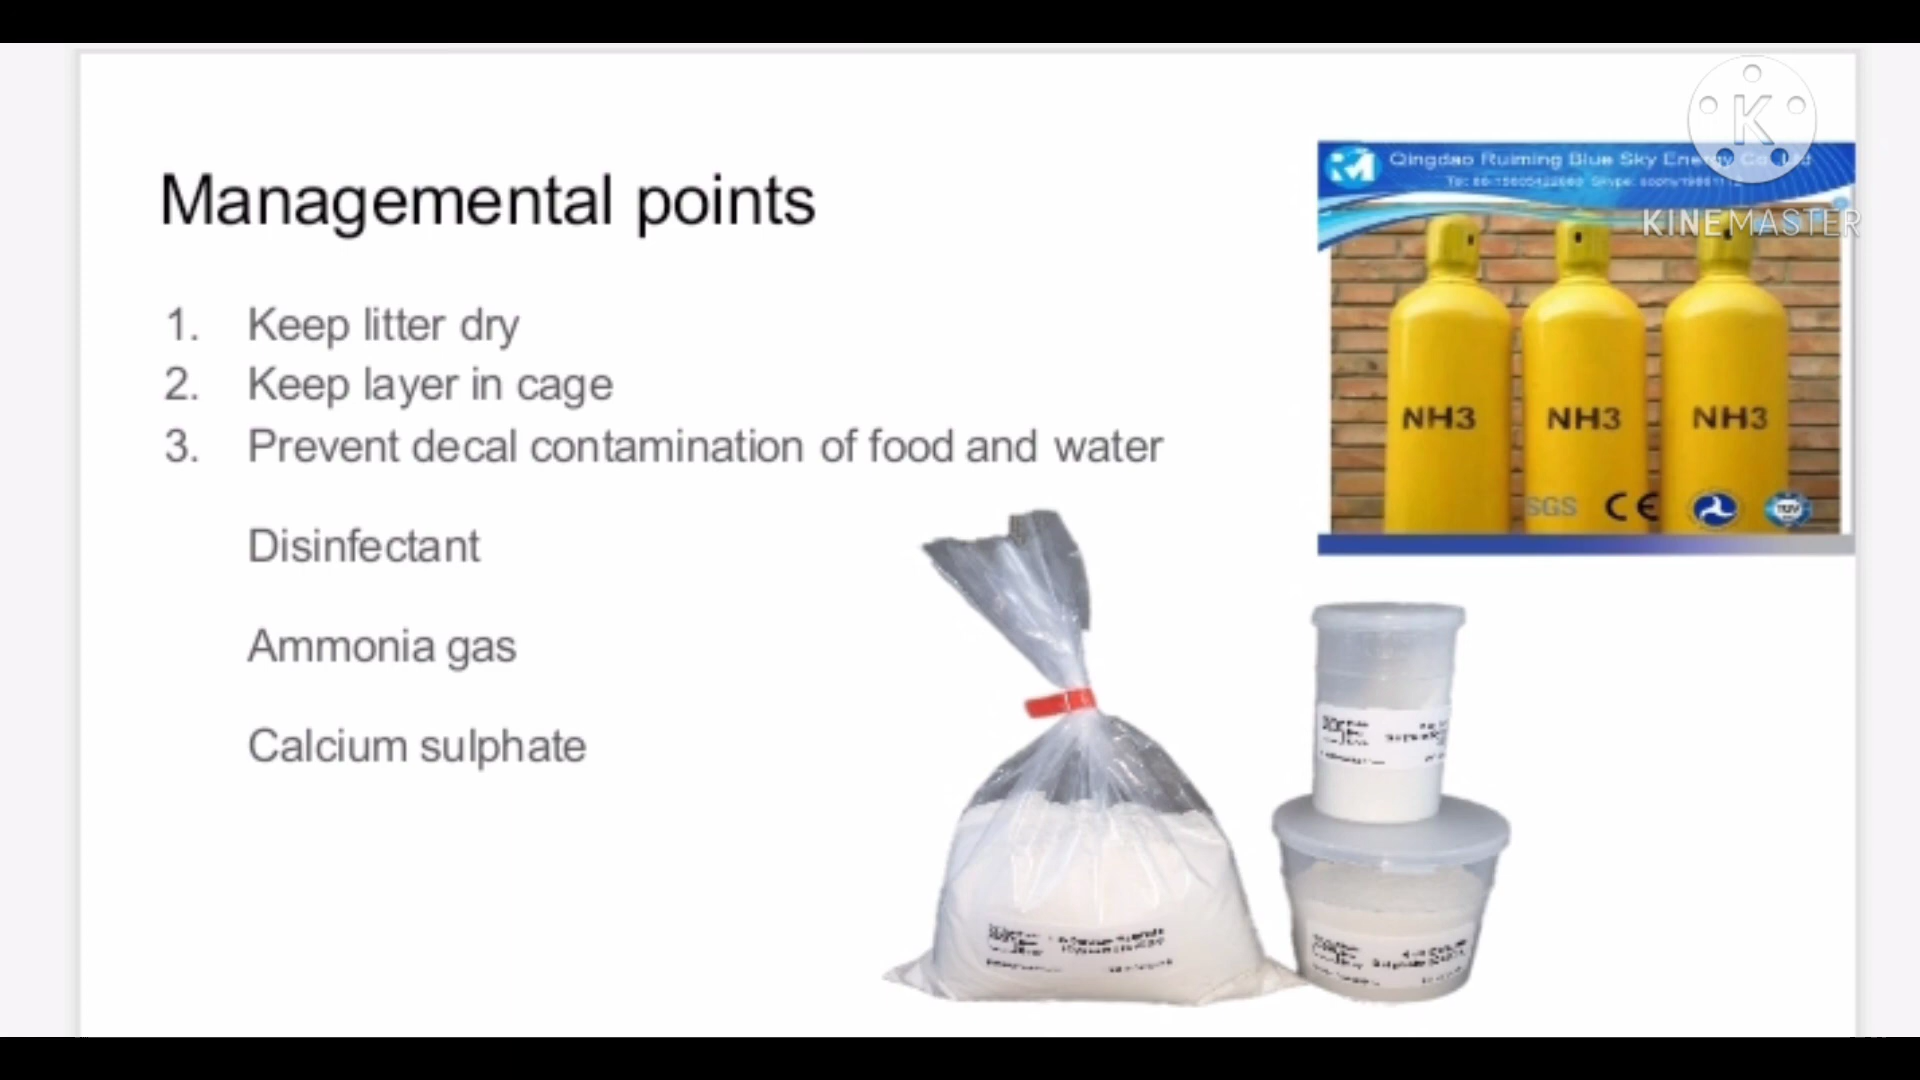 Managemental points
1. Keep litter dry
2. Keep layer in cage
3. Prevent decal contamination of food and water
Disinfectant
Ammonia gas
Calcium sulphate
Qingdao Ruiming Blue Sky Energy Co.,Ltd
KINEMASTER
NH3 NH3 NH3
SGS CE TUV